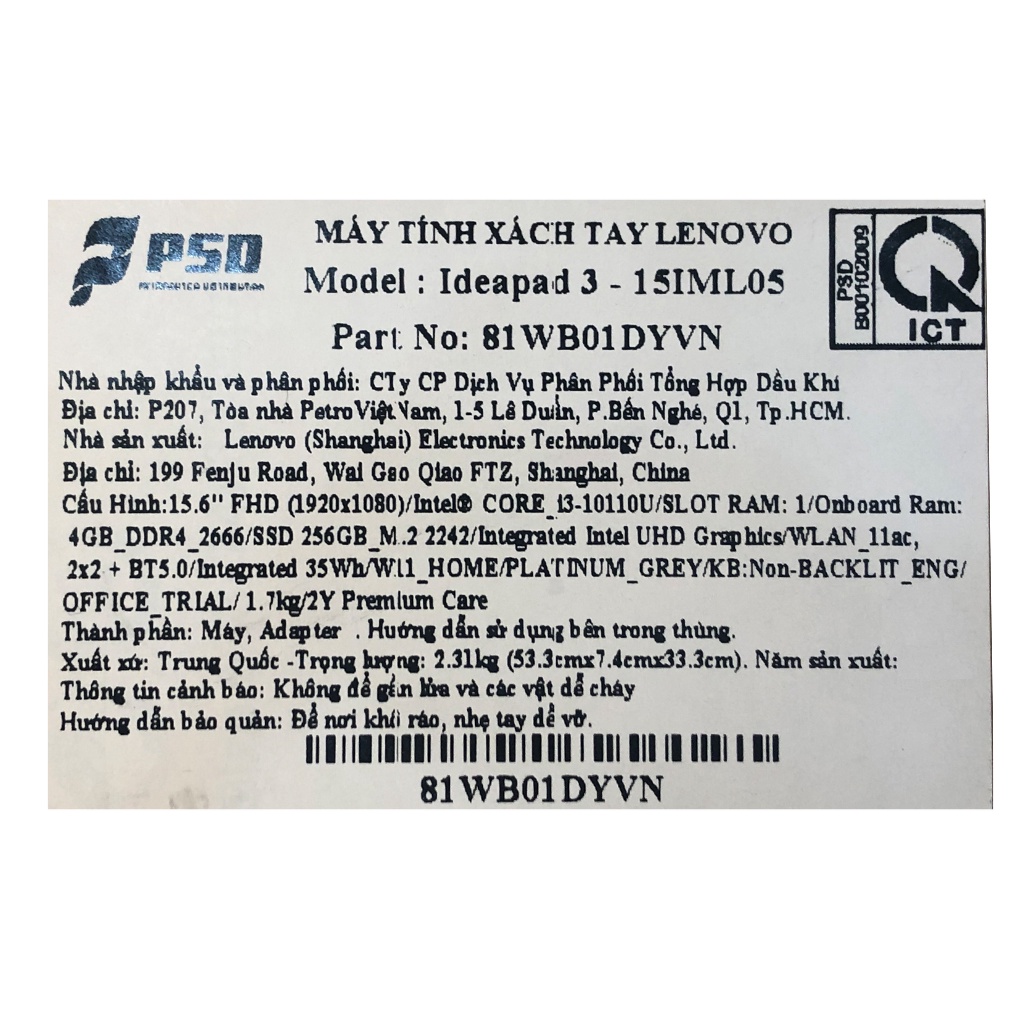 PSD
PETROVIETNAM DISTRIBUTION
MÁY TÍNH XÁCH TAY LENOVO
Model : Ideapad 3 - 15IML05
Part No: 81WB01DYVN
PSD
B001022009
ICT
Nhà nhập khẩu và phân phối: CTy CP Dịch Vụ Phân Phối Tổng Hợp Dầu Khí
Địa chỉ: P207, Tòa nhà PetroViệtNam, 1-5 Lê Duẩn, P.Bến Nghé, Q1, Tp.HCM.
Nhà sản xuất: Lenovo (Shanghai) Electronics Technology Co., Ltd.
Địa chỉ: 199 Fenju Road, Wai Gao Qiao FTZ, Shanghai, China
Cấu Hình:15.6" FHD (1920x1080)/Intel® CORE_i3-10110U/SLOT RAM: 1/Onboard Ram:
4GB_DDR4_2666/SSD 256GB_M.2 2242/Integrated Intel UHD Graphics/WLAN_11ac,
2x2 + BT5.0/Integrated 35Wh/W11_HOME/PLATINUM_GREY/KB:Non-BACKLIT_ENG/
OFFICE_TRIAL/ 1.7kg/2Y Premium Care
Thành phần: Máy, Adapter . Hướng dẫn sử dụng bên trong thùng.
Xuất xứ: Trung Quốc -Trọng lượng: 2.31kg (53.3cmx7.4cmx33.3cm). Năm sản xuất:
Thông tin cảnh báo: Không để gần lửa và các vật dễ cháy
Hướng dẫn bảo quản: Để nơi khô ráo, nhẹ tay dễ vỡ.
81WB01DYVN